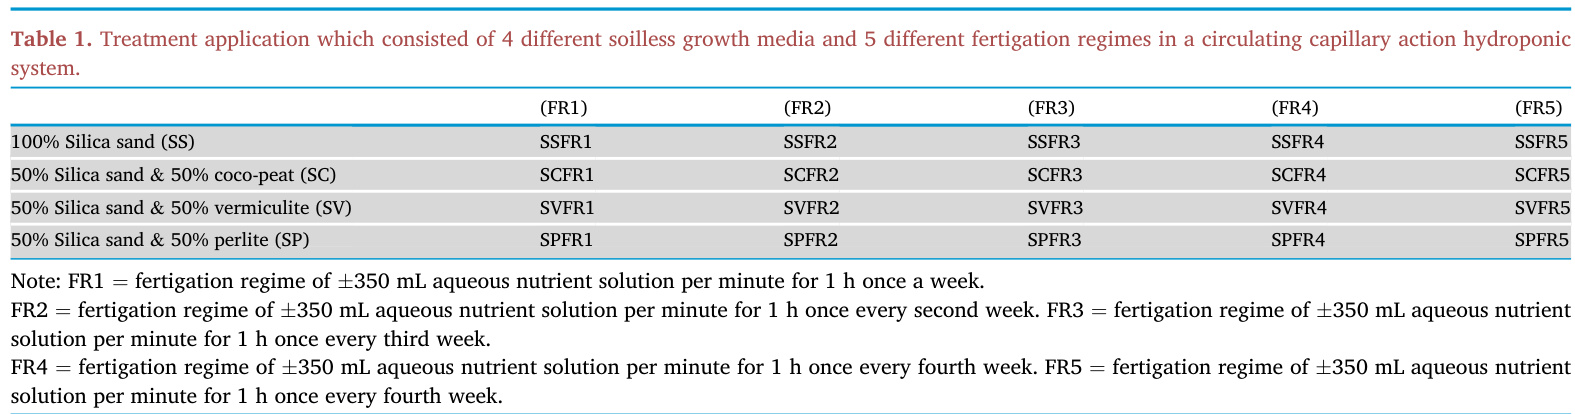 Table 1. Treatment application which consisted of 4 different soilless growth media and 5 different fertigation regimes in a circulating capillary action hydroponic
system.
(FR1) (FR2) (FR3) (FR4) (FR5)
100% Silica sand (SS) SSFR1 SSFR2 SSFR3 SSFR4 SSFR5
50% Silica sand & 50% coco-peat (SC) SCFR1 SCFR2 SCFR3 SCFR4 SCFR5
50% Silica sand & 50% vermiculite (SV) SVFR1 SVFR2 SVFR3 SVFR4 SVFR5
50% Silica sand & 50% perlite (SP) SPFR1 SPFR2 SPFR3 SPFR4 SPFR5
Note: FR1 = fertigation regime of ±350 mL aqueous nutrient solution per minute for 1 h once a week.
FR2 = fertigation regime of ±350 mL aqueous nutrient solution per minute for 1 h once every second week. FR3 = fertigation regime of ±350 mL aqueous nutrient
solution per minute for 1 h once every third week.
FR4 = fertigation regime of ±350 mL aqueous nutrient solution per minute for 1 h once every fourth week. FR5 = fertigation regime of ±350 mL aqueous nutrient
solution per minute for 1 h once every fourth week.